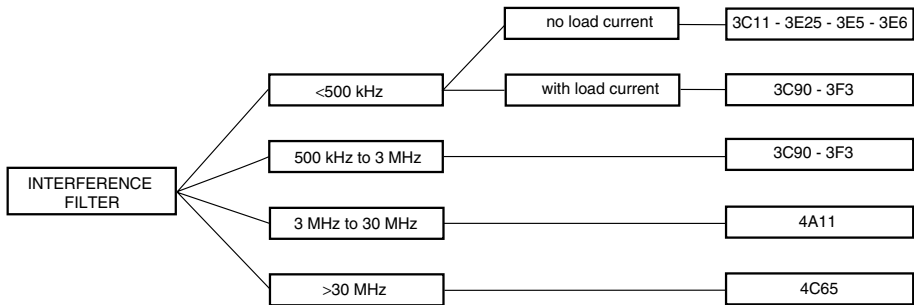 no load current
3C11 - 3E25 - 3E5 - 3E6
<500 kHz
with load current
3C90 - 3F3
500 kHz to 3 MHz
3C90 - 3F3
INTERFERENCE
FILTER
3 MHz to 30 MHz
4A11
>30 MHz
4C65